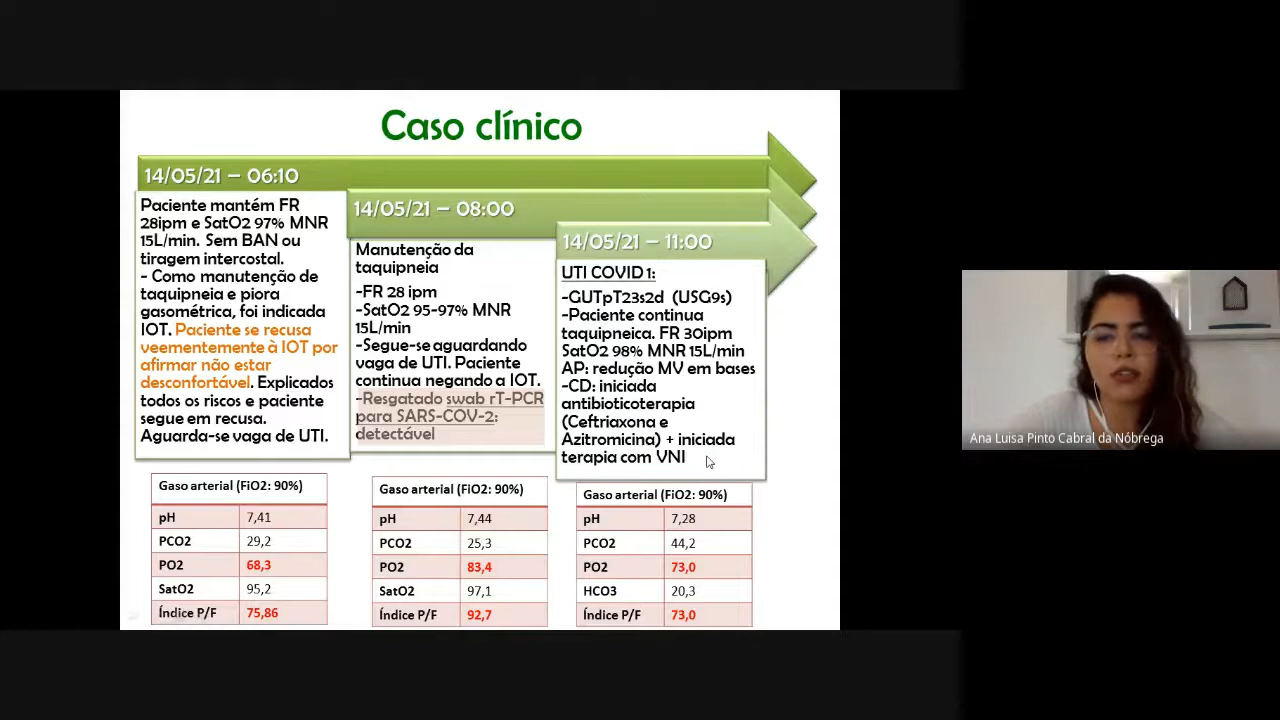 Caso clínico
14/05/21 – 06:10
Paciente mantém FR
28ipm e SatO2 97% MNR
15L/min. Sem BAN ou
tiragem intercostal.
- Como manutenção de
taquipneia e piora
gasométrica, foi indicada
IOT. Paciente se recusa
veementemente à IOT por
afirmar não estar
desconfortável. Explicados
todos os riscos e paciente
segue em recusa.
Aguarda-se vaga de UTI.
14/05/21 – 08:00
Manutenção da
taquipneia
-FR 28 ipm
-SatO2 95-97% MNR
15L/min
-Segue-se aguardando
vaga de UTI. Paciente
continua negando a IOT.
-Resgatado swab rT-PCR
para SARS-COV-2:
detectável
14/05/21 – 11:00
UTI COVID 1:
-GUTpT23s2d (USG9s)
-Paciente continua
taquipneica. FR 30ipm
SatO2 98% MNR 15L/min
AP: redução MV em bases
-CD: iniciada
antibioticoterapia
(Ceftriaxona e
Azitromicina) + iniciada
terapia com VNI
Gaso arterial (FiO2: 90%)
pH 7,41
PCO2 29,2
PO2 68,3
SatO2 95,2
Índice P/F 75,86
Gaso arterial (FiO2: 90%)
pH 7,44
PCO2 25,3
PO2 83,4
SatO2 97,1
Índice P/F 92,7
Gaso arterial (FiO2: 90%)
pH 7,28
PCO2 44,2
PO2 73,0
HCO3 20,3
Índice P/F 73,0
Ana Luisa Pinto Cabral da Nóbrega